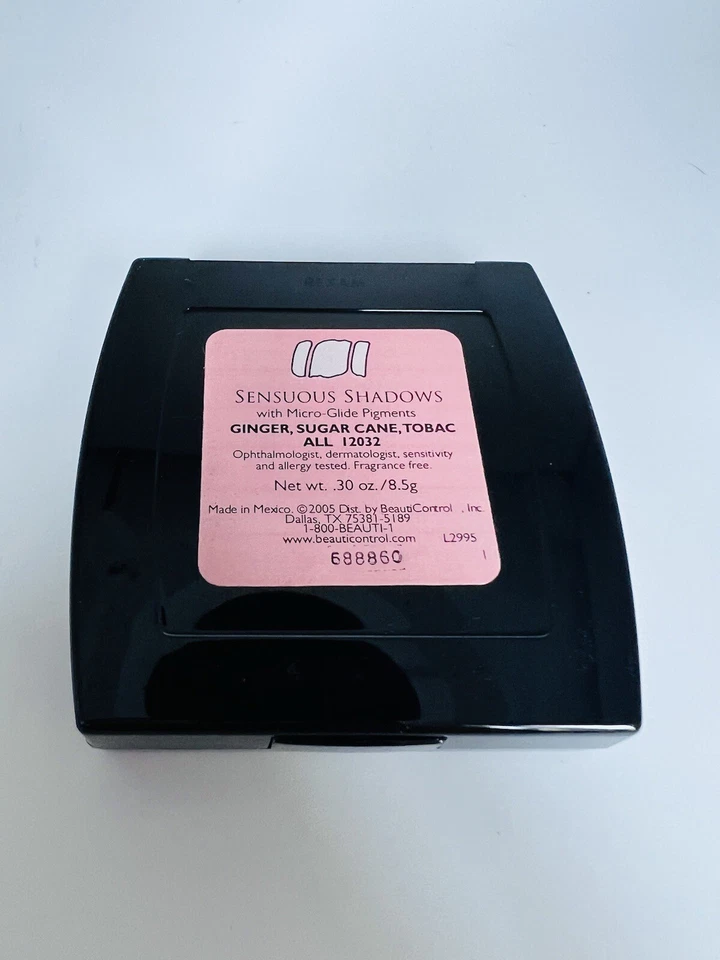 SENSUOUS SHADOWS
with Micro-Glide Pigments
GINGER, SUGAR CANE, TOBAC
ALL 12032
Ophthalmologist, dermatologist, sensitivity
and allergy tested. Fragrance free.
Net wt. .30 oz./8.5g
Made in Mexico. ©2005 Dist. by BeautiControl , Inc.
Dallas, TX 75381-5189
1-800-BEAUTI-1
www.beauticontrol.com L2995
688860